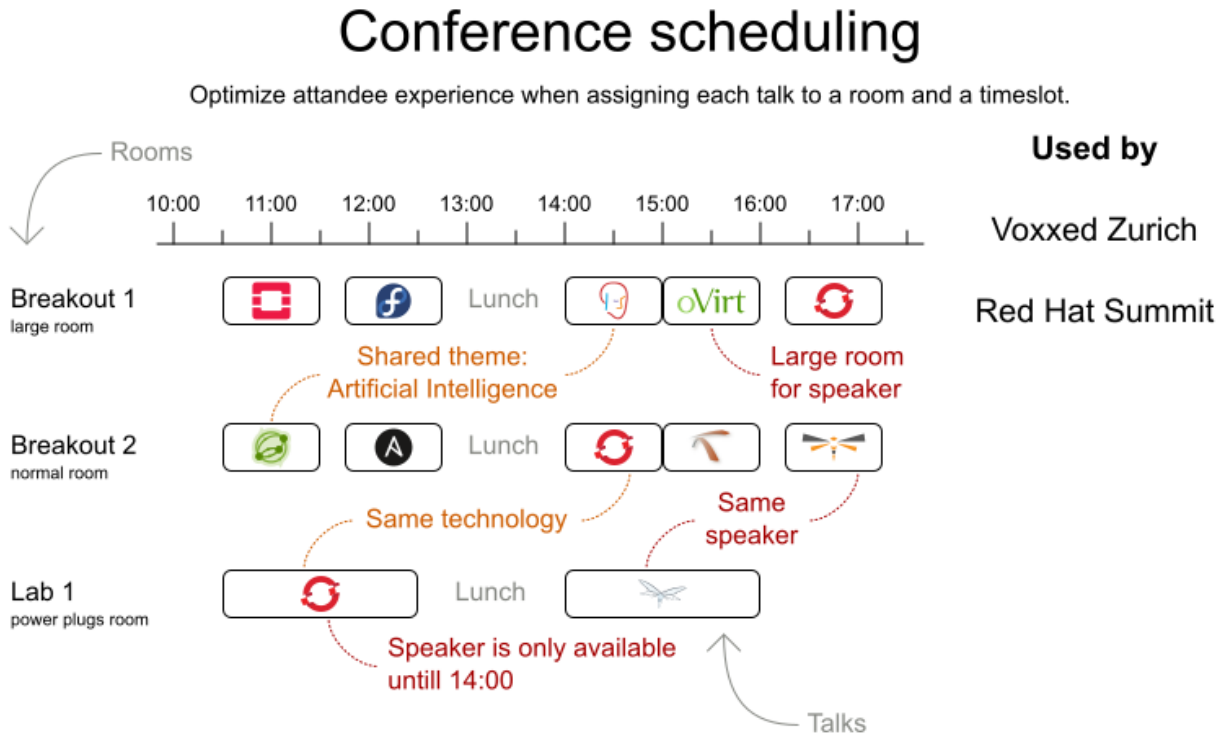 Conference scheduling
Optimize attandee experience when assigning each talk to a room and a timeslot.
Rooms
Used by
10:00 11:00 12:00 13:00 14:00 15:00 16:00 17:00
Voxxed Zurich
Red Hat Summit
Breakout 1
large room
Lunch
oVirt
Shared theme:
Artificial Intelligence
Large room
for speaker
Breakout 2
normal room
Lunch
Same technology
Same
speaker
Lab 1
power plugs room
Lunch
Speaker is only available
untill 14:00
Talks